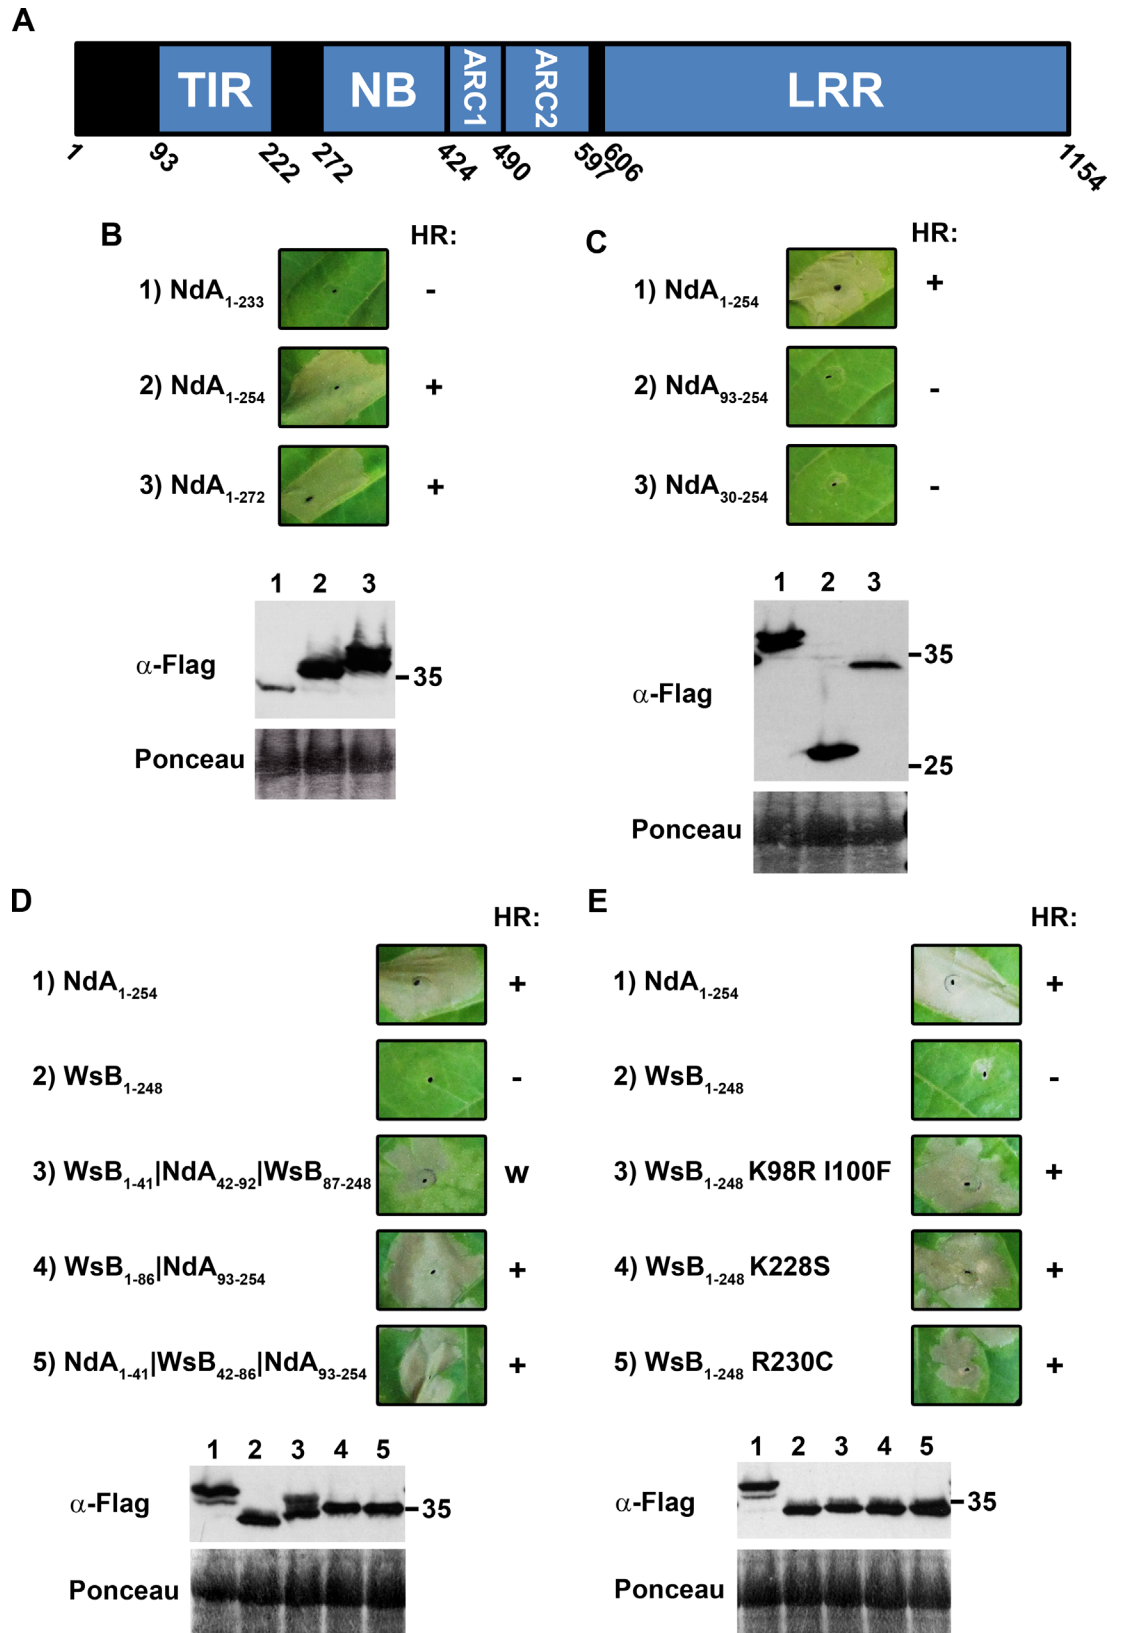 A
TIR NB ARC1 ARC2 LRR
1 93 222 272 424 490 597 606 1154
B
HR:
1) NdA1-233 -
2) NdA1-254 +
3) NdA1-272 +
1 2 3
α-Flag
35
Ponceau
C
HR:
1) NdA1-254 +
2) NdA93-254 -
3) NdA30-254 -
1 2 3
35
α-Flag
25
Ponceau
D
HR:
1) NdA1-254 +
2) WsB1-248 -
3) WsB1-41|NdA42-92|WsB87-248 w
4) WsB1-86|NdA93-254 +
5) NdA1-41|WsB42-86|NdA93-254 +
1 2 3 4 5
α-Flag 35
Ponceau
E
HR:
1) NdA1-254 +
2) WsB1-248 -
3) WsB1-248 K98R I100F +
4) WsB1-248 K228S +
5) WsB1-248 R230C +
1 2 3 4 5
α-Flag 35
Ponceau